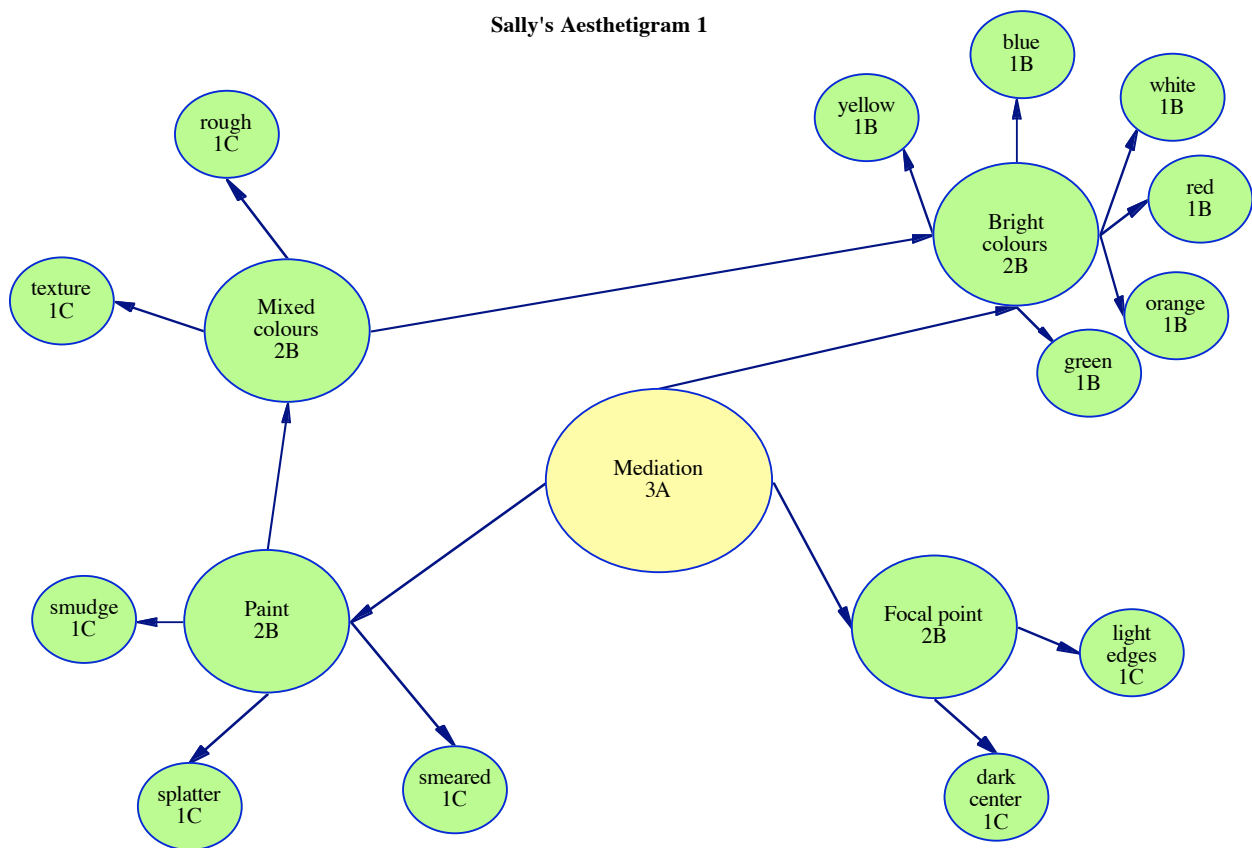 Sally's Aesthetigram 1
blue
1B
white
1B
yellow
1B
rough
1C
red
1B
Bright
colours
2B
texture
1C
Mixed
colours
2B
orange
1B
green
1B
Mediation
3A
smudge
1C
Paint
2B
Focal point
2B
light
edges
1C
splatter
1C
smeared
1C
dark
center
1C